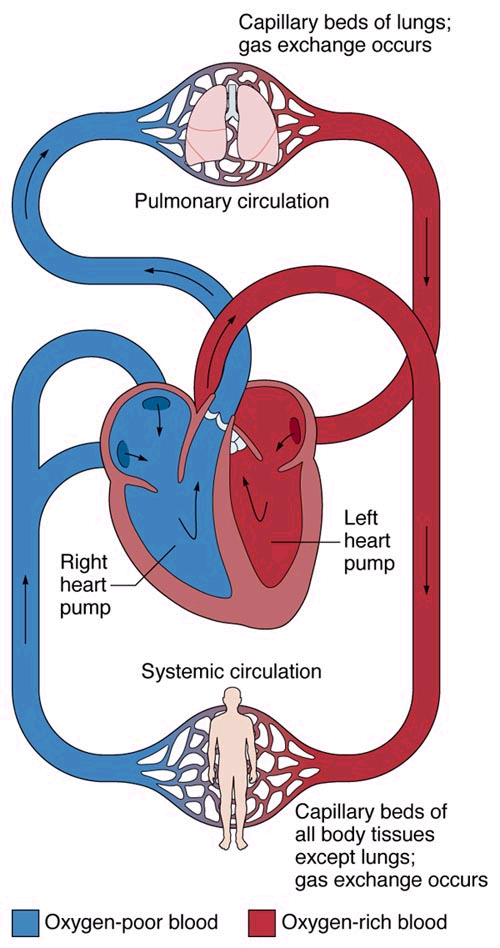 Capillary beds of lungs;
gas exchange occurs
Pulmonary circulation
Left
heart
pump
Right
heart
pump
Systemic circulation
Capillary beds of
all body tissues
except lungs;
gas exchange occurs
Oxygen-poor blood
Oxygen-rich blood